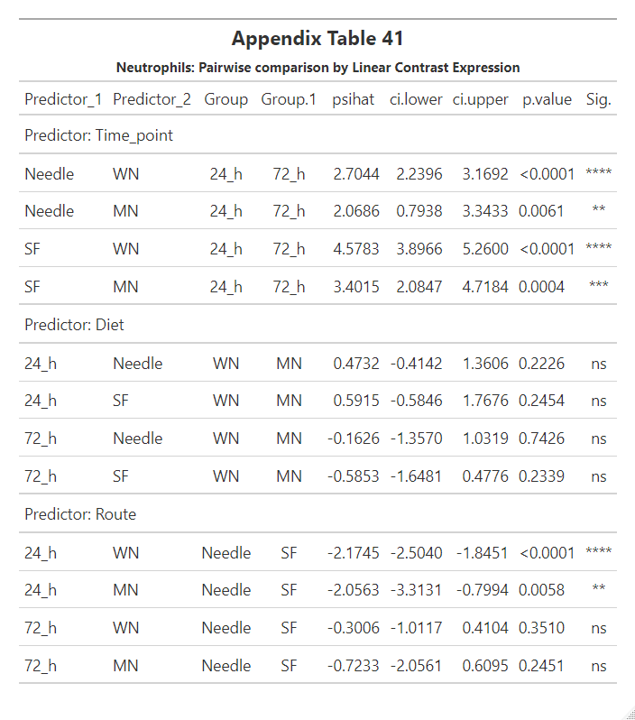 Appendix Table 41
Neutrophils: Pairwise comparison by Linear Contrast Expression
Predictor_1 Predictor_2 Group Group.1 psihat ci.lower ci.upper p.value Sig.
Predictor: Time_point
Needle WN 24_h 72_h 2.7044 2.2396 3.1692 <0.0001 ****
Needle MN 24_h 72_h 2.0686 0.7938 3.3433 0.0061 **
SF WN 24_h 72_h 4.5783 3.8966 5.2600 <0.0001 ****
SF MN 24_h 72_h 3.4015 2.0847 4.7184 0.0004 ***
Predictor: Diet
24_h Needle WN MN 0.4732 -0.4142 1.3606 0.2226 ns
24_h SF WN MN 0.5915 -0.5846 1.7676 0.2454 ns
72_h Needle WN MN -0.1626 -1.3570 1.0319 0.7426 ns
72_h SF WN MN -0.5853 -1.6481 0.4776 0.2339 ns
Predictor: Route
24_h WN Needle SF -2.1745 -2.5040 -1.8451 <0.0001 ****
24_h MN Needle SF -2.0563 -3.3131 -0.7994 0.0058 **
72_h WN Needle SF -0.3006 -1.0117 0.4104 0.3510 ns
72_h MN Needle SF -0.7233 -2.0561 0.6095 0.2451 ns